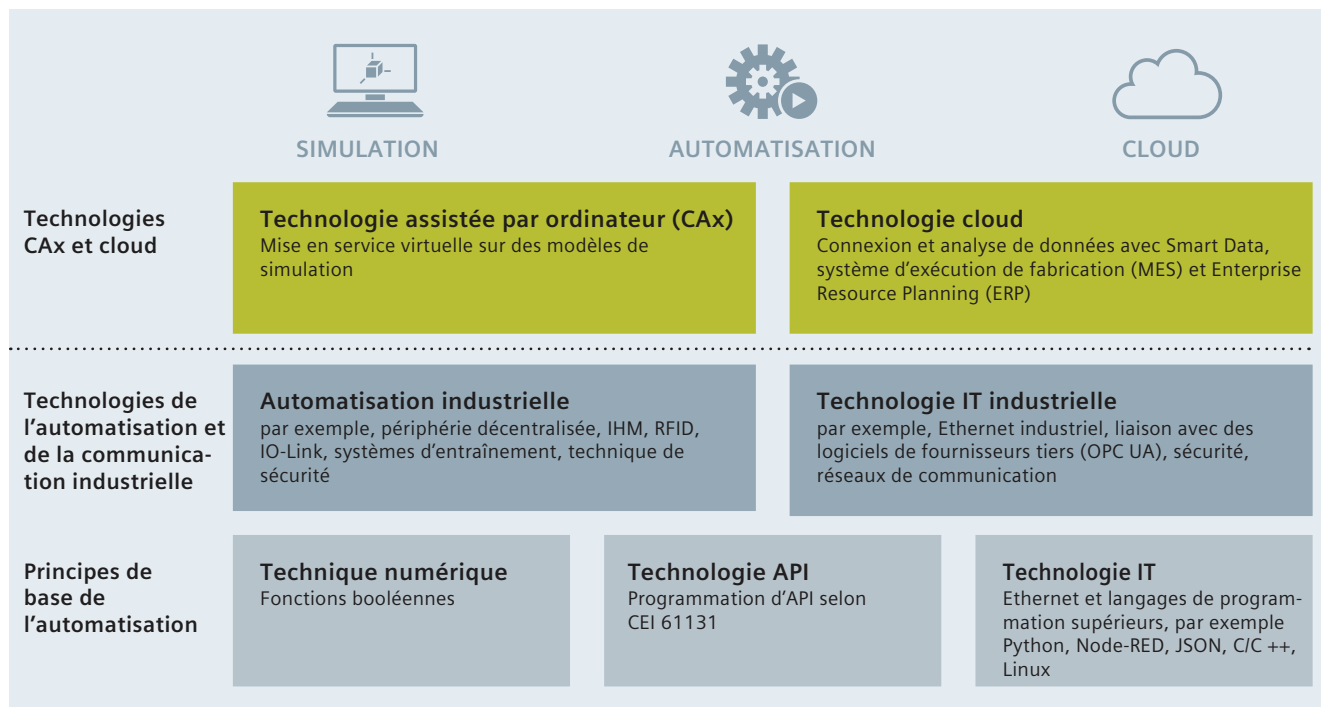 SIMULATION
AUTOMATISATION
CLOUD
Technologies
CAx et cloud
Technologie assistée par ordinateur (CAx)
Mise en service virtuelle sur des modèles de
simulation
Technologie cloud
Connexion et analyse de données avec Smart Data,
système d’exécution de fabrication (MES) et Enterprise
Resource Planning (ERP)
Technologies de
l’automatisation et
de la communica-
tion industrielle
Automatisation industrielle
par exemple, périphérie décentralisée, IHM, RFID,
IO-Link, systèmes d’entraînement, technique de
sécurité
Technologie IT industrielle
par exemple, Ethernet industriel, liaison avec des
logiciels de fournisseurs tiers (OPC UA), sécurité,
réseaux de communication
Principes de
base de
l’automatisation
Technique numérique
Fonctions booléennes
Technologie API
Programmation d’API selon
CEI 61131
Technologie IT
Ethernet et langages de program-
mation supérieurs, par exemple
Python, Node-RED, JSON, C/C ++,
Linux